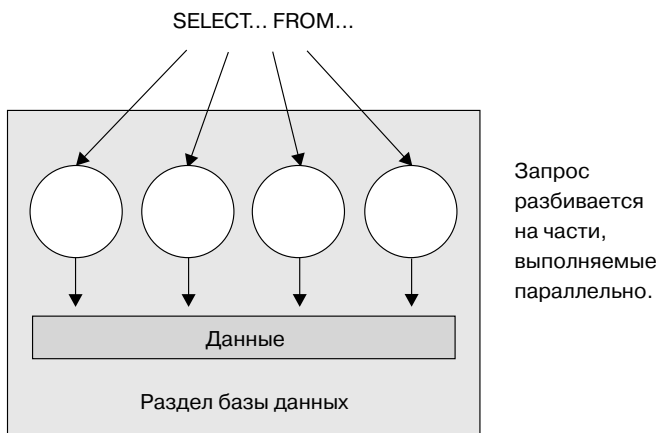 SELECT... FROM...
Запрос
разбивается
на части,
выполняемые
параллельно.
Данные
Раздел базы данных